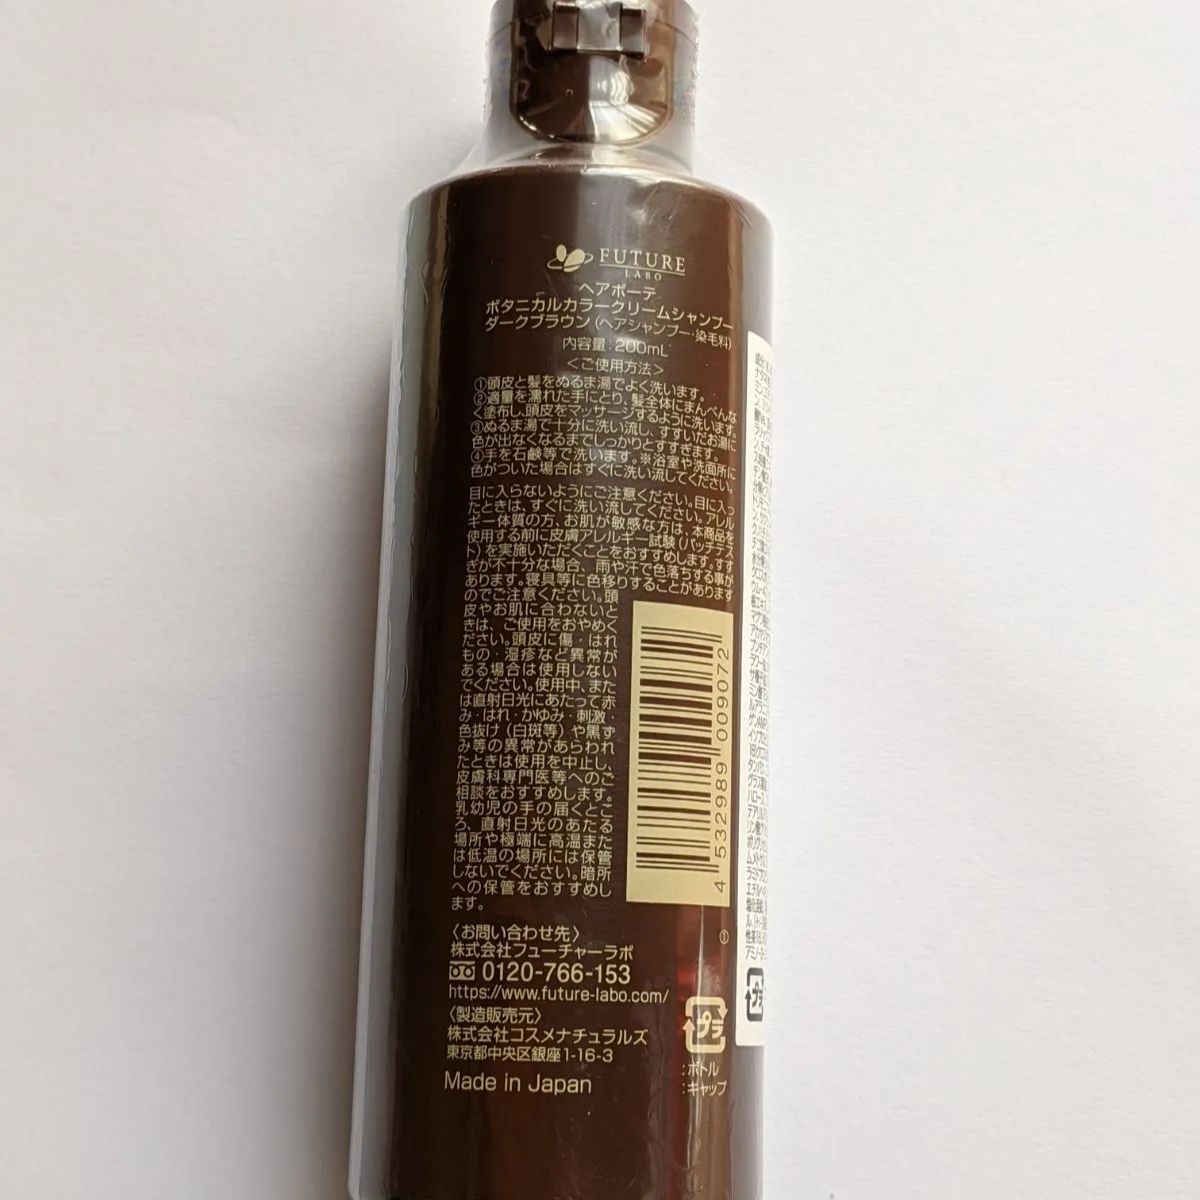 FUTURE
LABO
ヘアボーテ
ボタニカルカラークリームシャンプー
ダークブラウン(ヘアシャンプー・染毛料)
内容量:200mL
<ご使用方法>
①頭皮と髪をぬるま湯でよく洗います。
②適量を濡れた手にとり、髪全体にまんべんな
く塗布し、頭皮をマッサージするように洗います。
③ぬるま湯で十分に洗い流し、すすいだお湯に
色が出なくなるまでしっかりとすすぎます。
④手を石鹸等で洗います。※浴室や洗面所に
色がついた場合はすぐに洗い流してください。
目に入らないようにご注意ください。目に入っ
たときは、すぐに洗い流してください。アレル
ギー体質の方、お肌が敏感な方は、本商品を
使用する前に皮膚アレルギー試験(パッチテス
ト)を実施いただくことをおすすめします。すす
ぎが不十分な場合、雨や汗で色落ちする事が
あります。寝具等に色移りすることがあります
のでご注意ください。頭
皮やお肌に合わないと
きは、ご使用をおやめく
ださい。頭皮に傷・はれ
もの・湿疹など異常が
ある場合は使用しない
でください。使用中、また
は直射日光にあたって赤
み・はれ・かゆみ・刺激・
色抜け(白斑等)や黒ず
み等の異常があらわれ
たときは使用を中止し、
皮膚科専門医等へのご
相談をおすすめします。
乳幼児の手の届くとこ
ろ、直射日光のあたる
場所や極端に高温また
は低温の場所には保管
しないでください。暗所
への保管をおすすめし
ます。
4 532989 009072
①
〈お問い合わせ先〉
株式会社フューチャーラボ
0120-766-153
https://www.future-labo.com/
〈製造販売元〉
株式会社コスメナチュラルズ
東京都中央区銀座1-16-3
Made in Japan
プラ
:ボトル
:キャップ
プラ